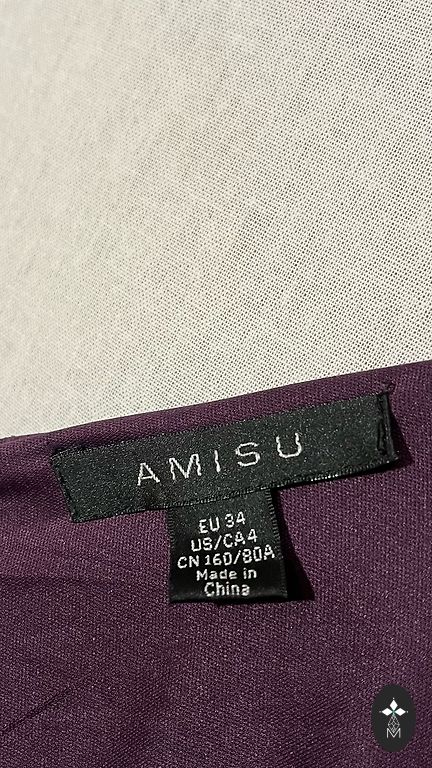 AMISU
EU 34
US/CA4
CN 160/80A
Made in
China
M